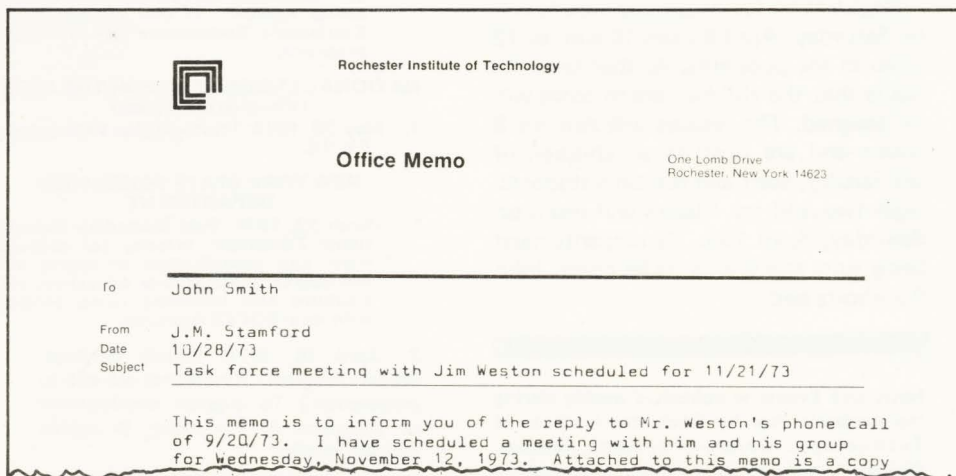 Rochester Institute of Technology
Office Memo
One Lomb Drive
Rochester, New York 14623
To John Smith
From J.M. Stamford
Date 10/28/73
Subject Task force meeting with Jim Weston scheduled for 11/21/73
This memo is to inform you of the reply to Mr. Weston's phone call
of 9/20/73. I have scheduled a meeting with him and his group
for Wednesday, November 12, 1973. Attached to this memo is a copy